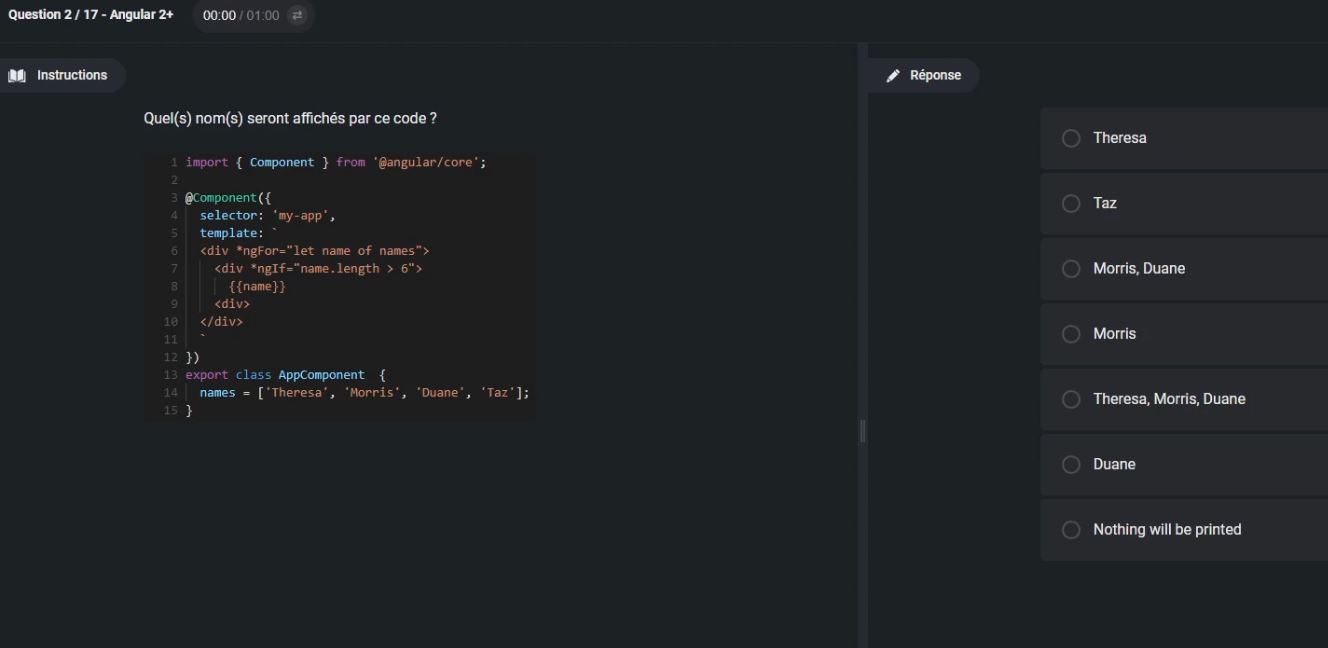 Question 2 / 17 - Angular 2+
00:00 / 01:00
Instructions
Réponse
Quel(s) nom(s) seront affichés par ce code ?
1 import { Component } from '@angular/core';
2
3 @Component({
4 selector: 'my-app',
5 template: `
6 <div *ngFor="let name of names">
7 <div *ngIf="name.length > 6">
8 {{name}}
9 <div>
10 </div>
11 `
12 })
13 export class AppComponent {
14 names = ['Theresa', 'Morris', 'Duane', 'Taz'];
15 }
Theresa
Taz
Morris, Duane
Morris
Theresa, Morris, Duane
Duane
Nothing will be printed